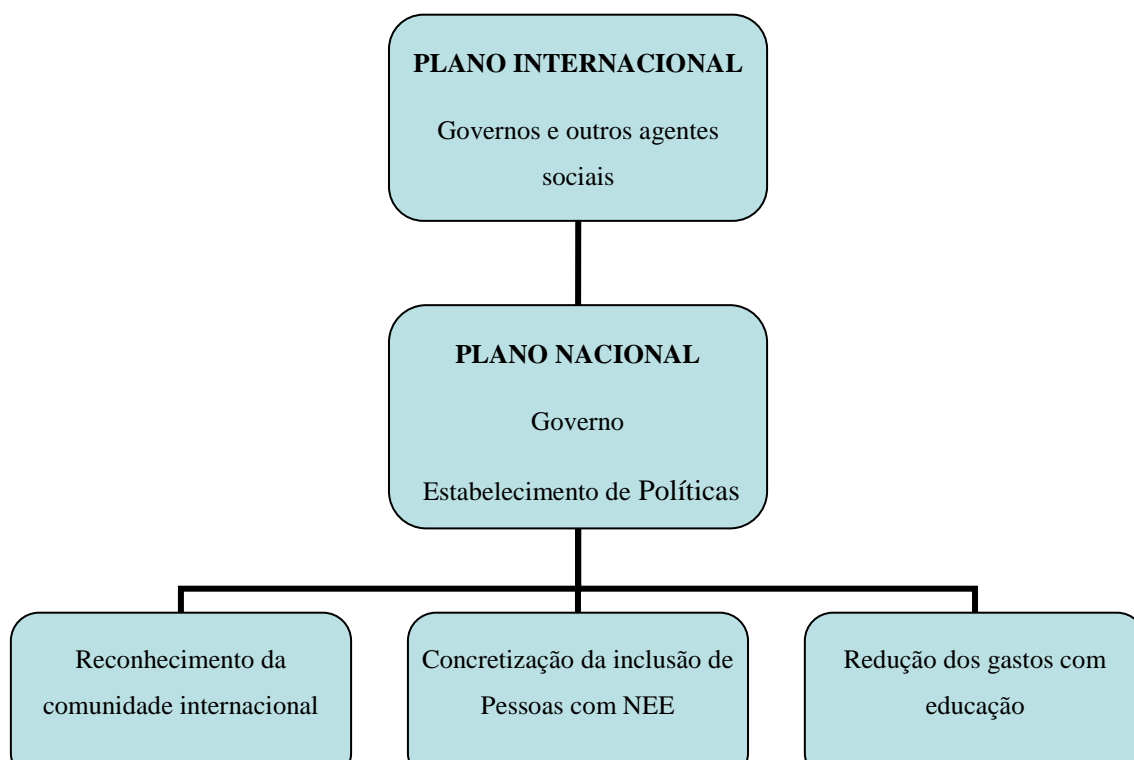 PLANO INTERNACIONAL
Governos e outros agentes
sociais
PLANO NACIONAL
Governo
Estabelecimento de Políticas
Reconhecimento da
comunidade internacional
Concretização da inclusão de
Pessoas com NEE
Redução dos gastos com
educação